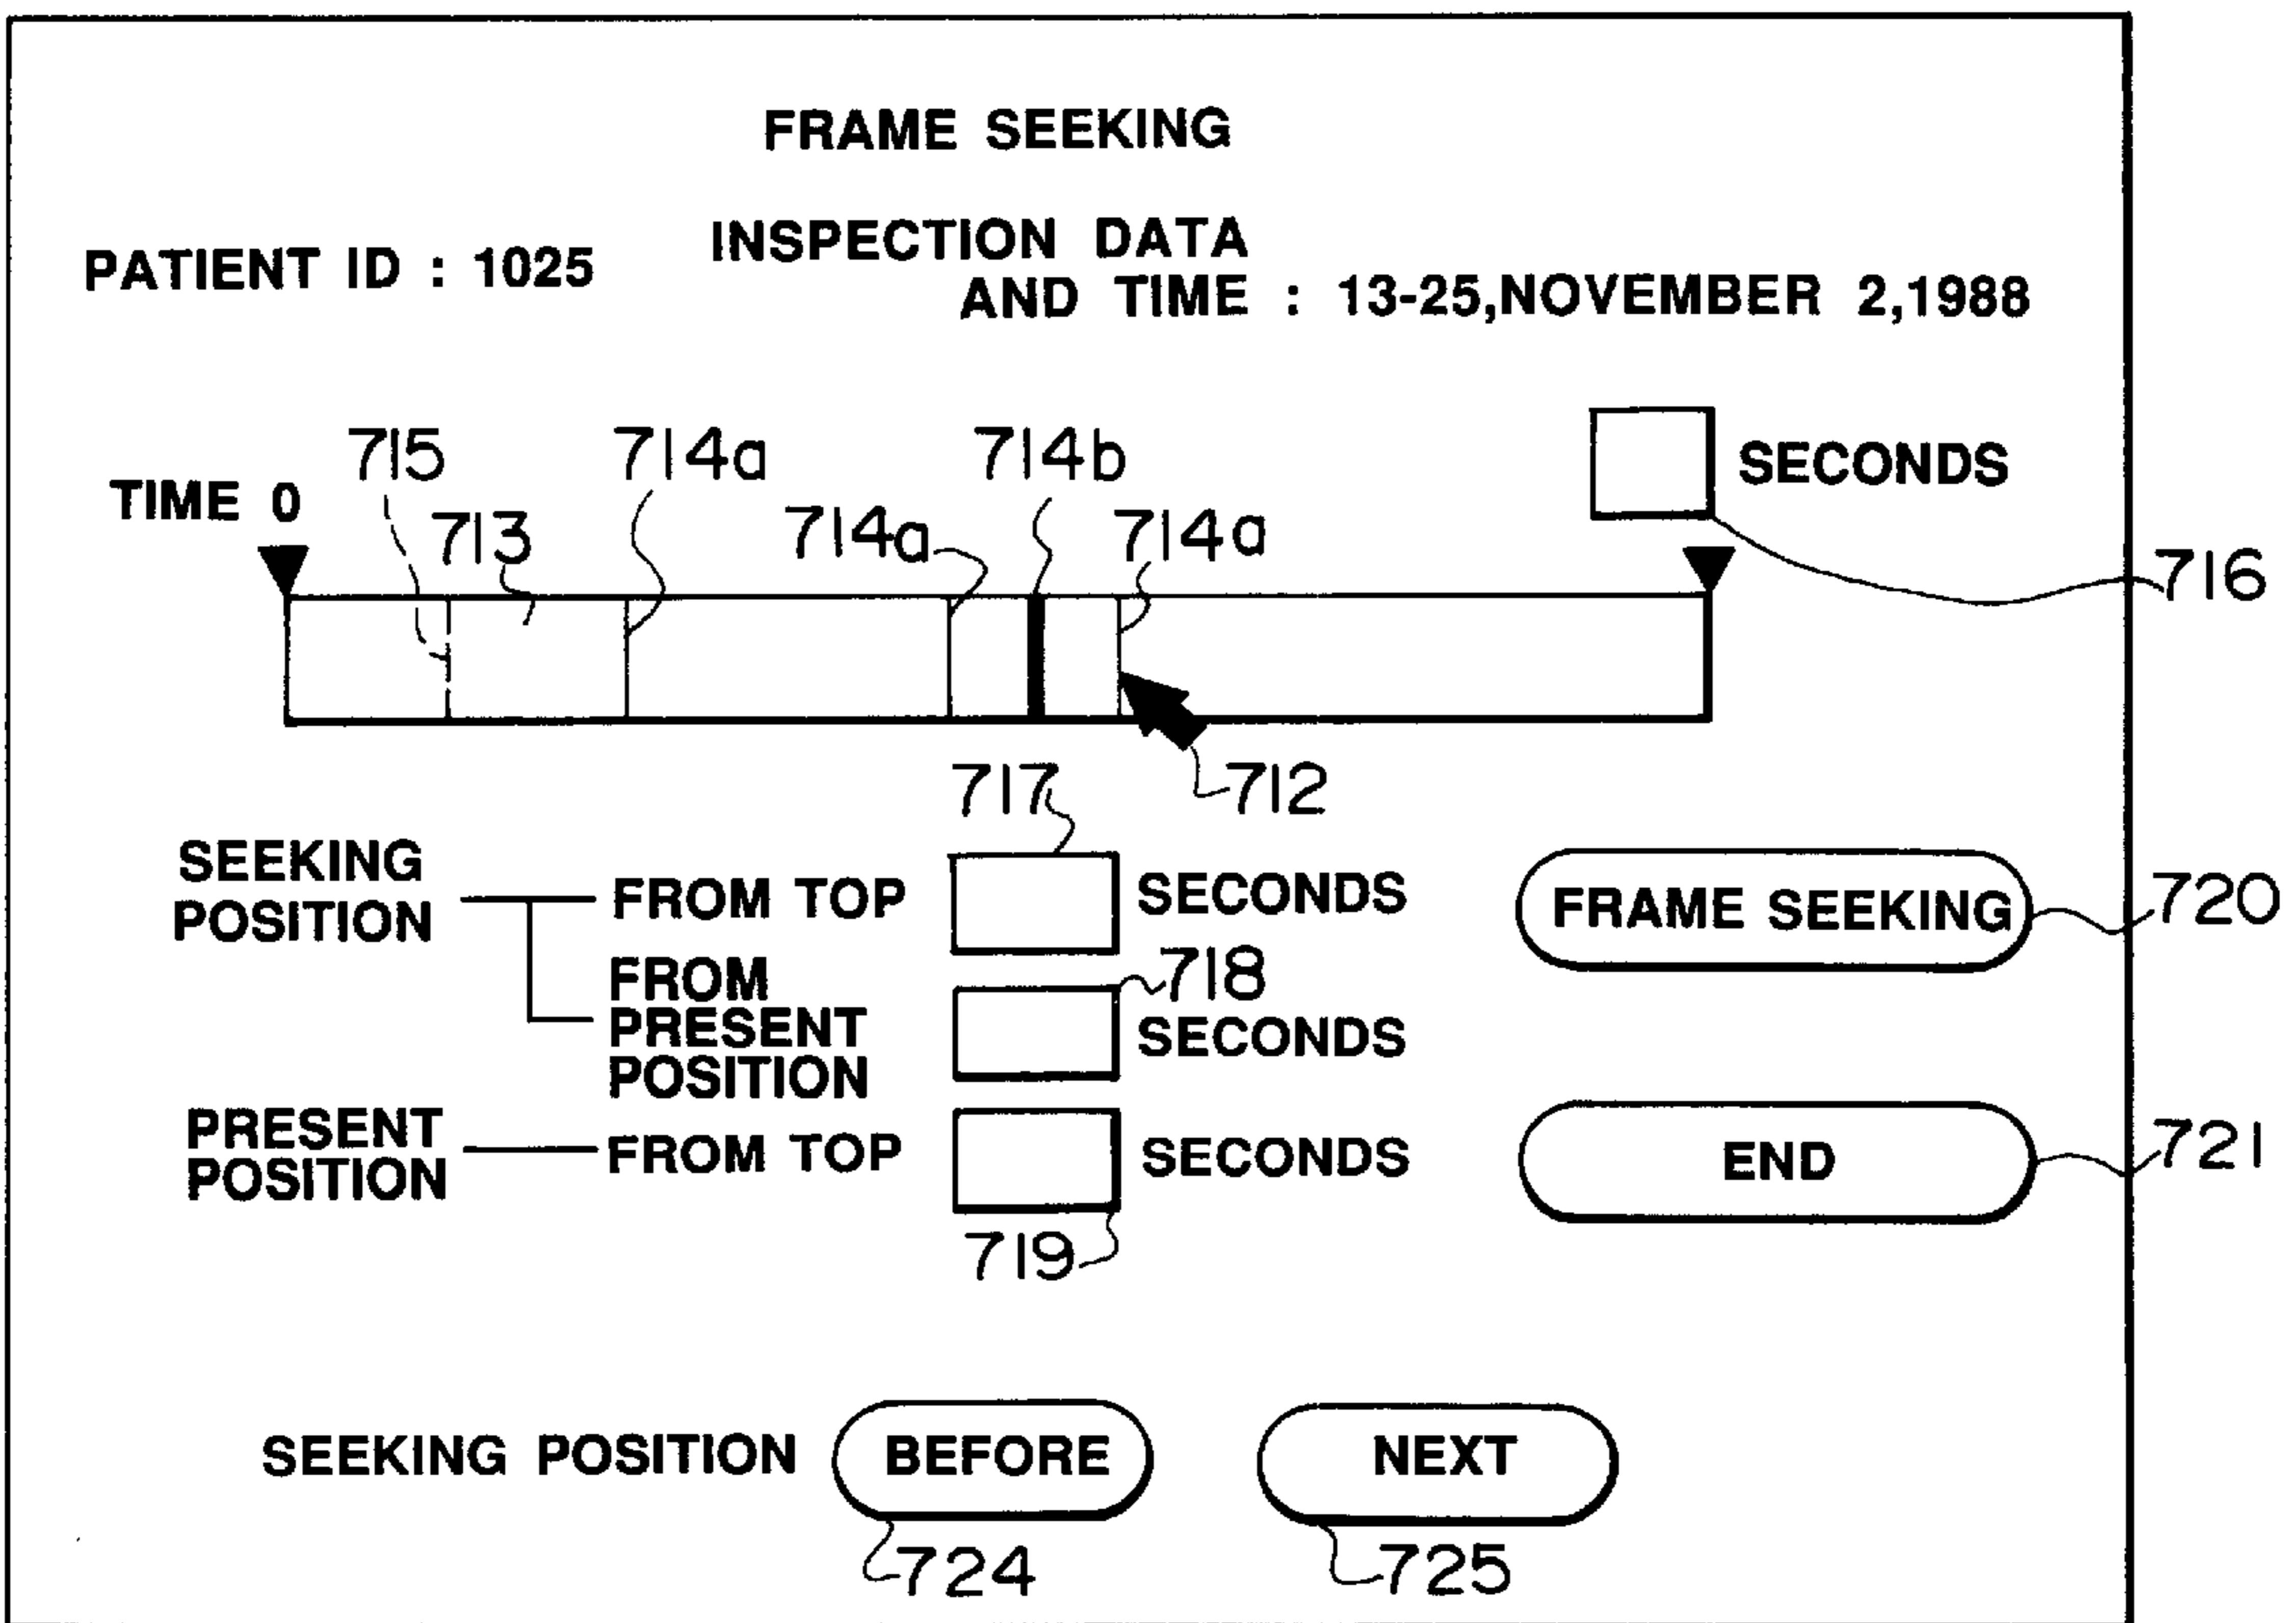 FRAME SEEKING
PATIENT ID : 1025
INSPECTION DATA
AND TIME : 13-25,NOVEMBER 2,1988
715
714a
714b
SECONDS
TIME 0
713
714a
714a
716
717
712
SEEKING
POSITION
FROM TOP
SECONDS
FRAME SEEKING
720
718
FROM
PRESENT
POSITION
SECONDS
PRESENT
POSITION
FROM TOP
SECONDS
END
721
719
SEEKING POSITION
BEFORE
NEXT
724
725